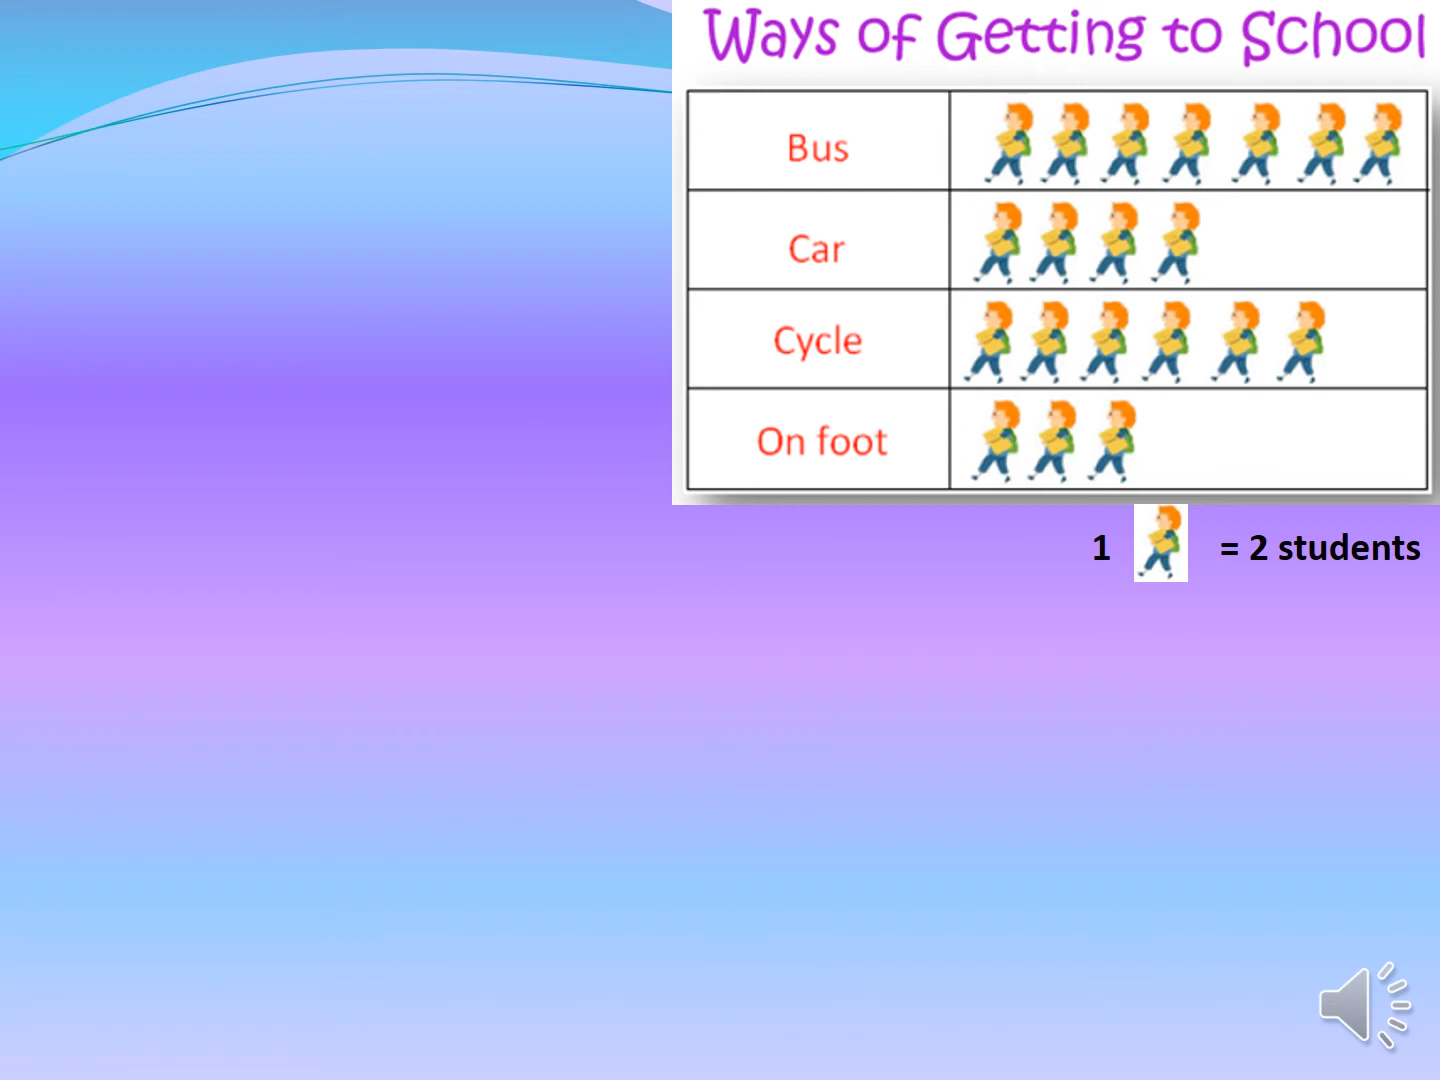 Ways of Getting to School
Bus
Car
Cycle
On foot
1 = 2 students